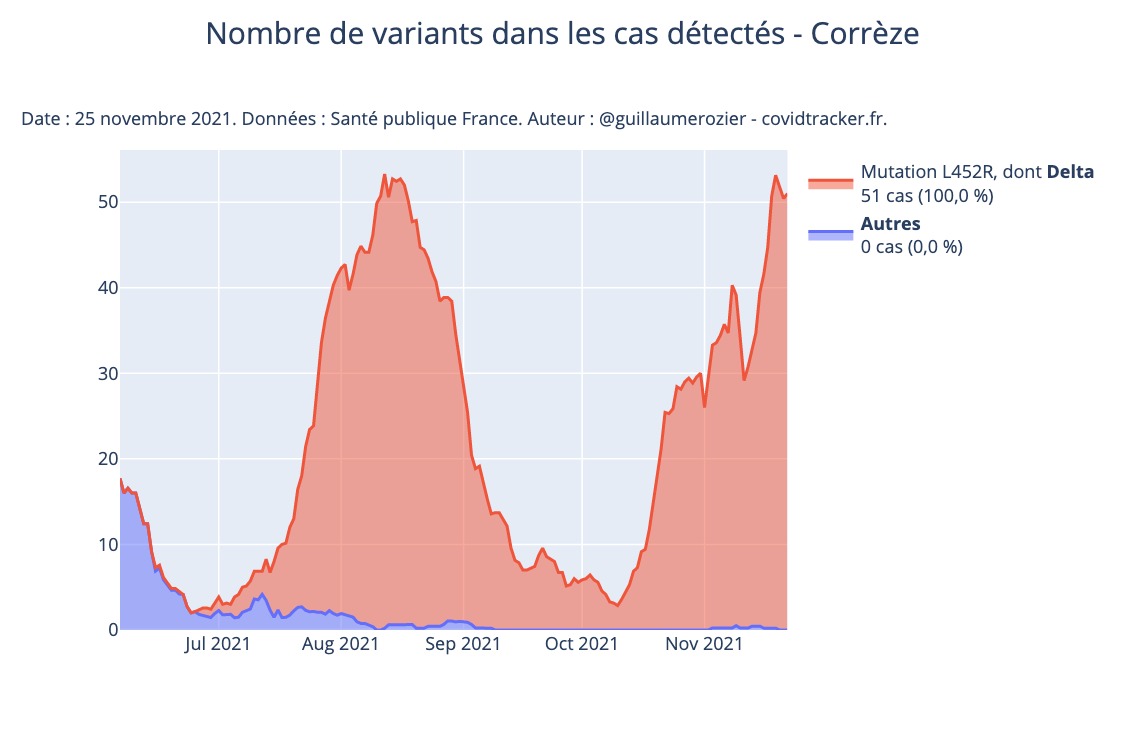 Nombre de variants dans les cas détectés - Corrèze
Date : 25 novembre 2021. Données : Santé publique France. Auteur : @guillaumerozier - covidtracker.fr.
Mutation L452R, dont Delta
51 cas (100,0 %)
Autres
0 cas (0,0 %)
50
40
30
20
10
0
Jul 2021
Aug 2021
Sep 2021
Oct 2021
Nov 2021